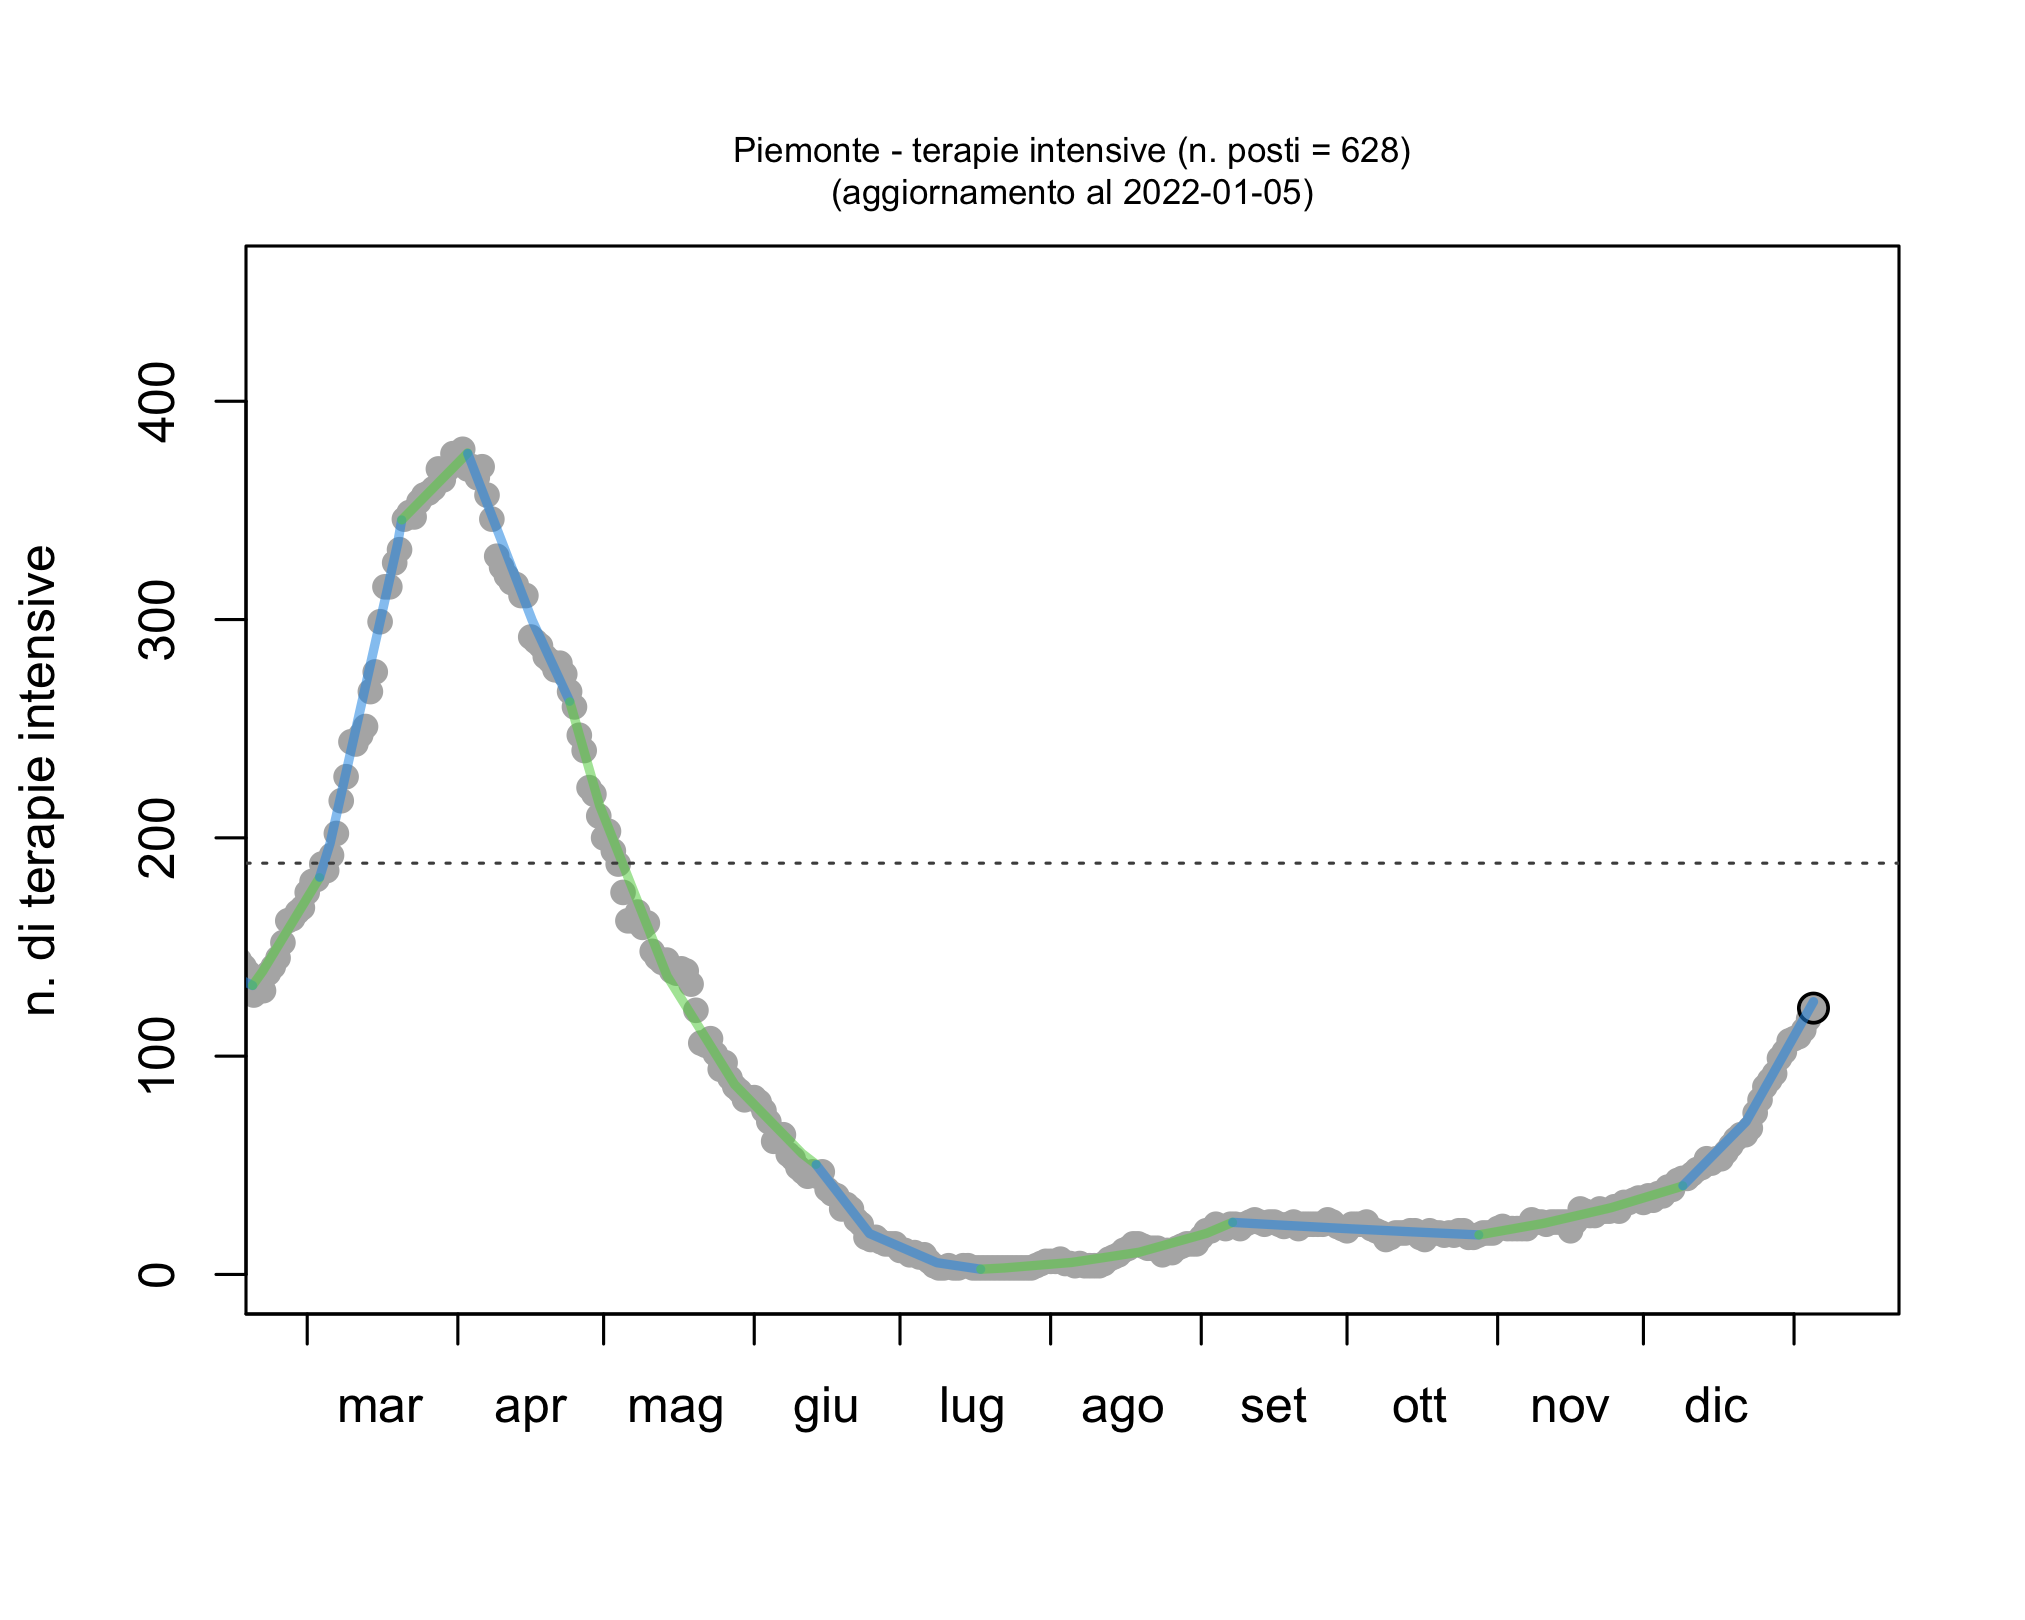 Piemonte - terapie intensive (n. posti = 628)
(aggiornamento al 2022-01-05)
n. di terapie intensive
400
300
200
100
0
mar apr mag giu lug ago set ott nov dic